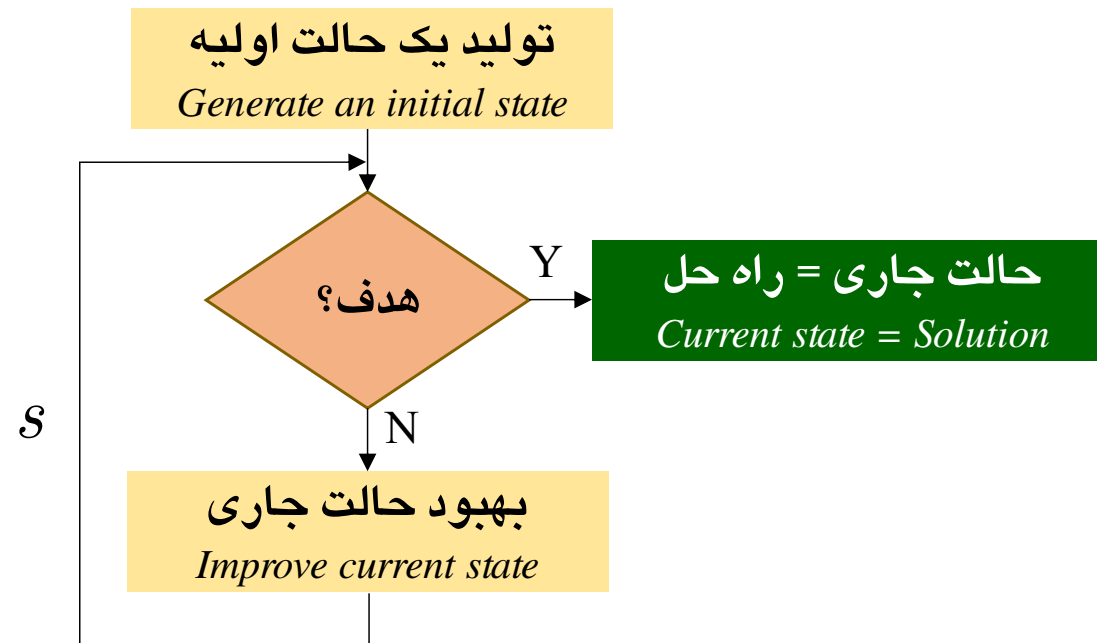 تولید یک حالت اولیه
Generate an initial state
هدف؟
Y
حالت جاری = راه حل
Current state = Solution
s
N
بهبود حالت جاری
Improve current state